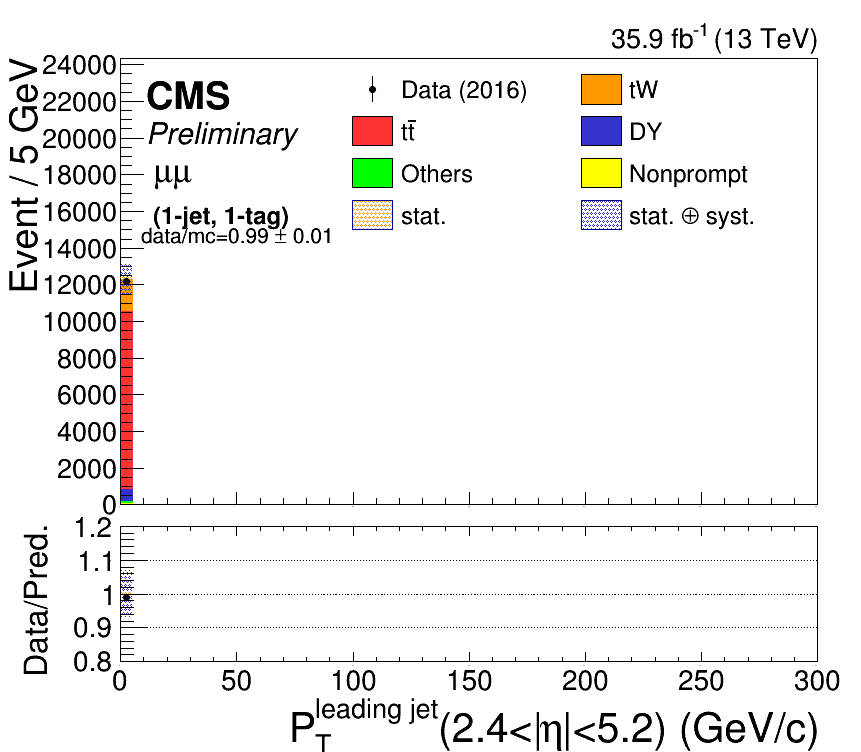 35.9 fb⁻¹ (13 TeV)
Event / 5 GeV
24000
22000
20000
18000
16000
14000
12000
10000
8000
6000
4000
2000
0
CMS
Preliminary
μμ
(1-jet, 1-tag)
data/mc=0.99 ± 0.01
Data (2016)
tW
tt̄
DY
Others
Nonprompt
stat.
stat. ⊕ syst.
Data/Pred.
1.2
1.1
1
0.9
0.8
0 50 100 150 200 250 300
P_T^leading jet (2.4<|η|<5.2) (GeV/c)